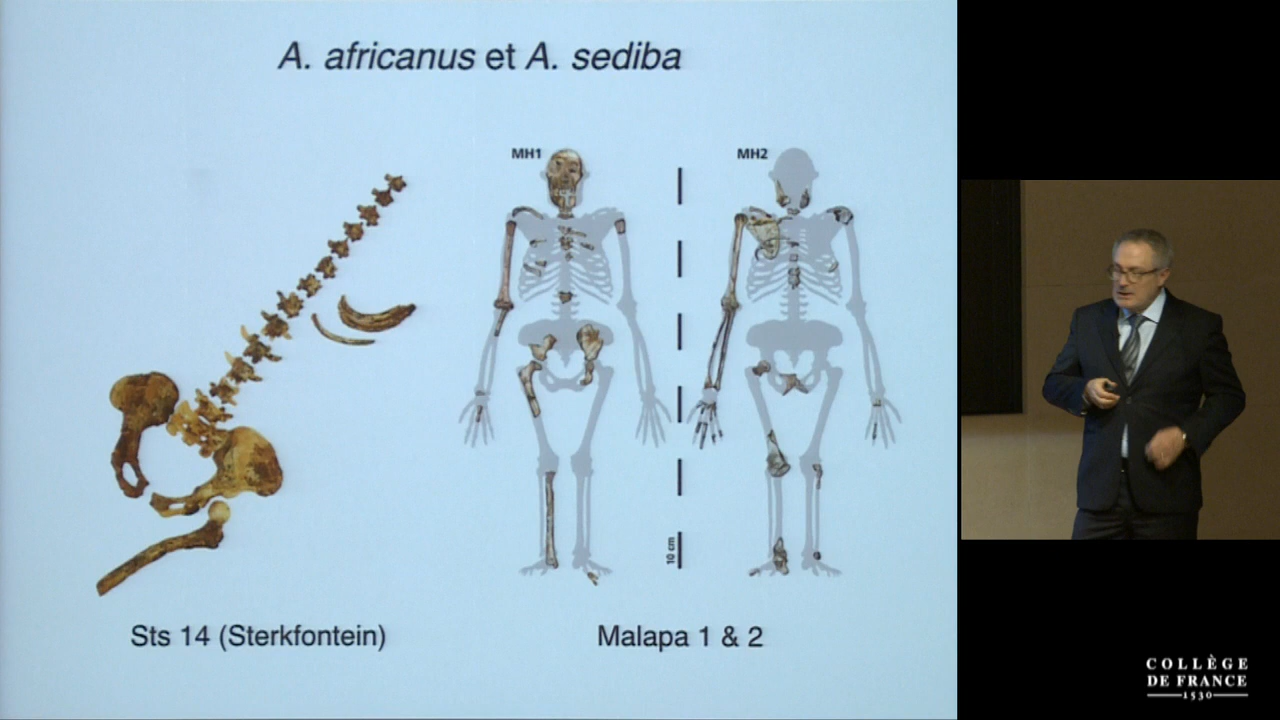 A. africanus et A. sediba
MH1
MH2
10 cm
Sts 14 (Sterkfontein)
Malapa 1 & 2
COLLÈGE
DE FRANCE
1530